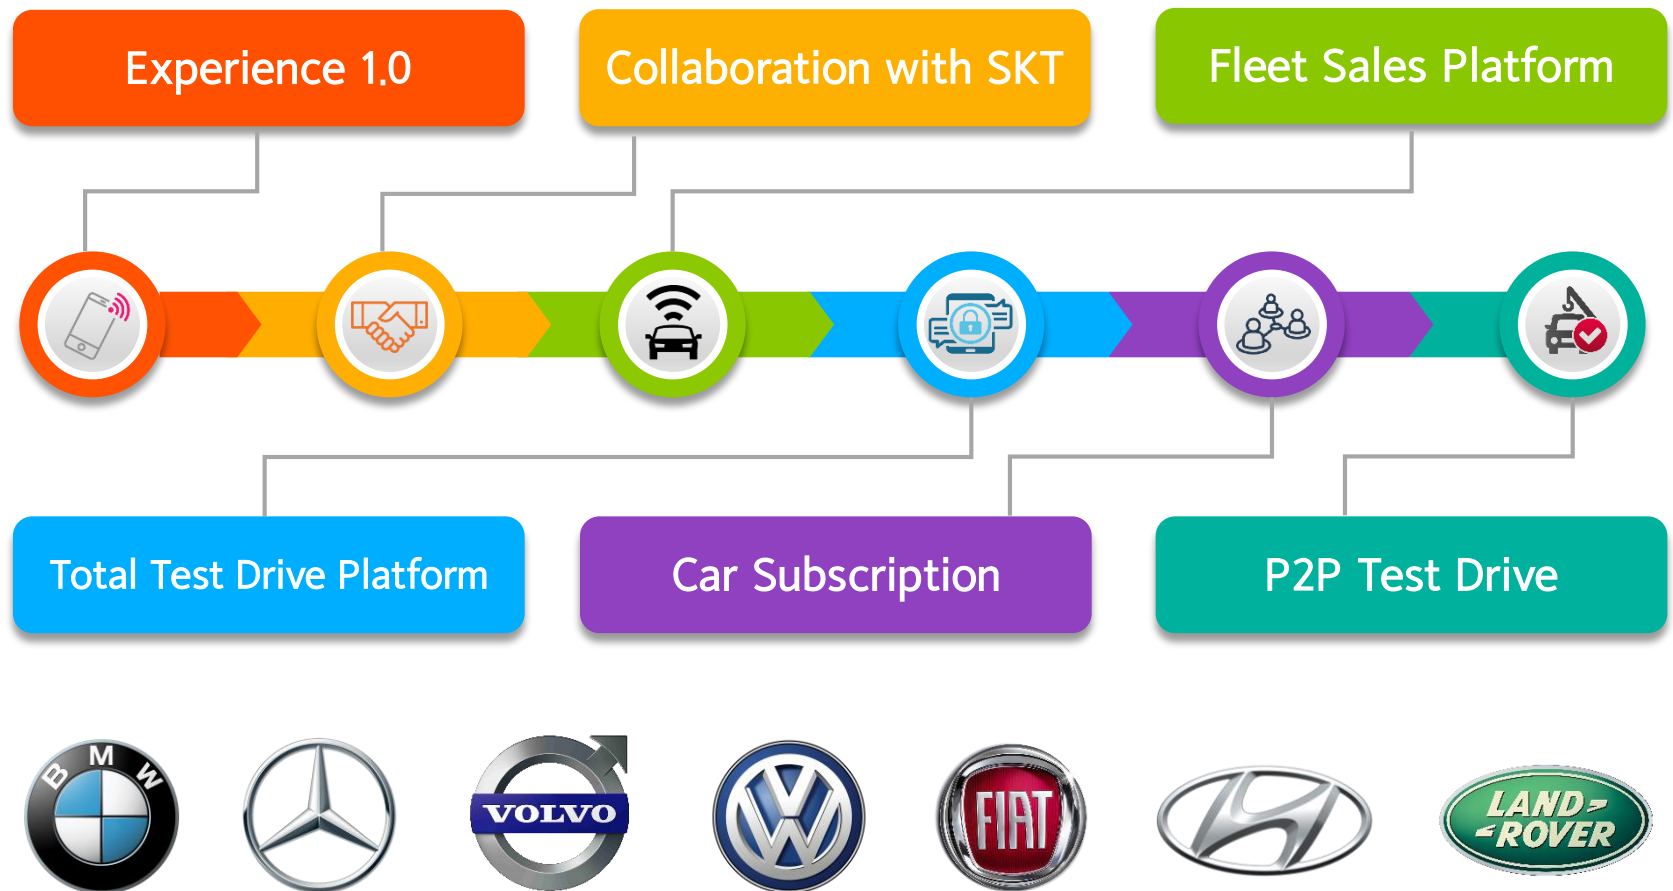 Experience 1.0
Collaboration with SKT
Fleet Sales Platform
Total Test Drive Platform
Car Subscription
P2P Test Drive
BMW
VOLVO
FIAT
LAND-
-ROVER